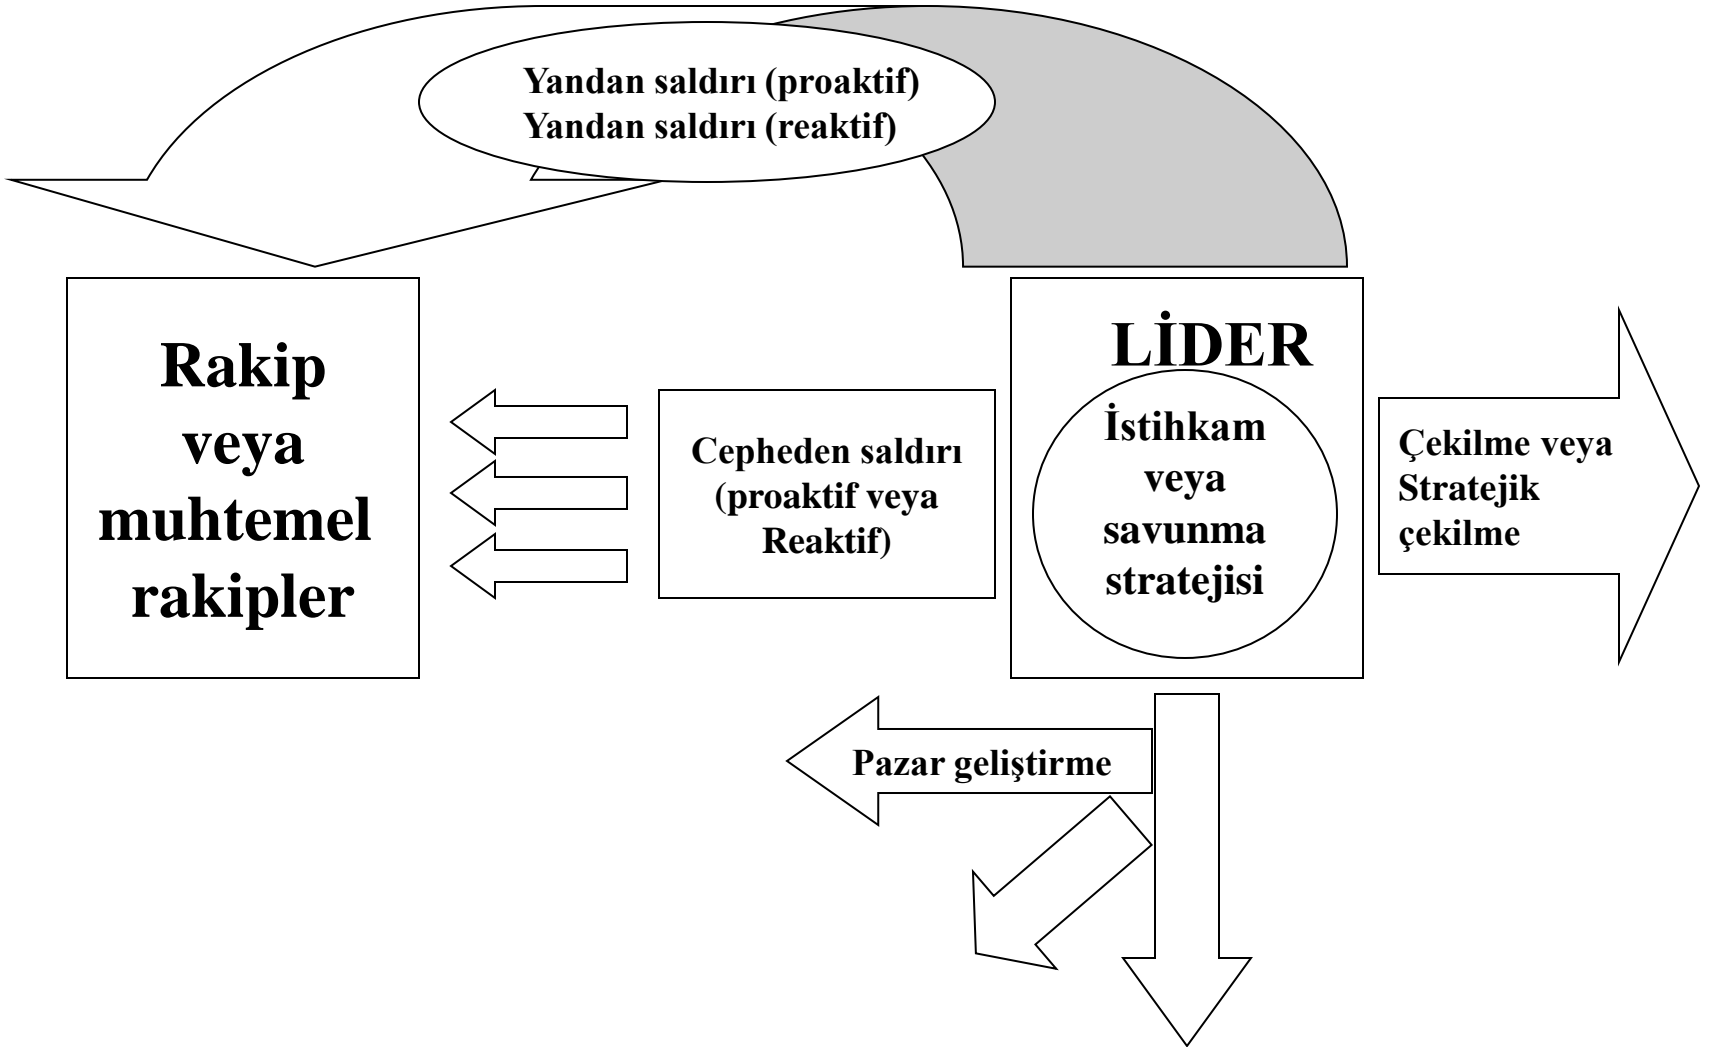 Yandan saldırı (proaktif)
Yandan saldırı (reaktif)
Rakip
veya
muhtemel
rakipler
Cepheden saldırı
(proaktif veya
Reaktif)
LİDER
İstihkam
veya
savunma
stratejisi
Çekilme veya
Stratejik
çekilme
Pazar geliştirme